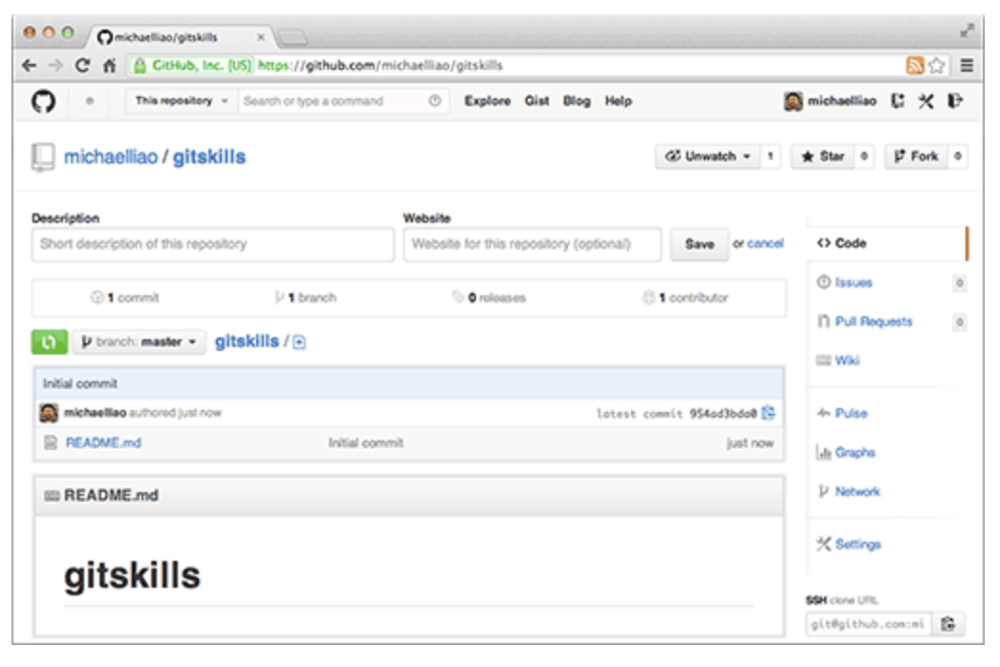 michaelliao/gitskills ×
GitHub, Inc. [US] https://github.com/michaelliao/gitskills
This repository Search or type a command Explore Gist Blog Help michaelliao
michaelliao / gitskills Unwatch 1 Star 0 Fork 0
Description Website
Short description of this repository Website for this repository (optional) Save or cancel
1 commit 1 branch 0 releases 1 contributor
branch: master gitskills /
Initial commit
michaelliao authored just now latest commit 954ad3bda0
README.md Initial commit just now
README.md
gitskills
Code
Issues 0
Pull Requests 0
Wiki
Pulse
Graphs
Network
Settings
SSH clone URL
git@github.com:mi